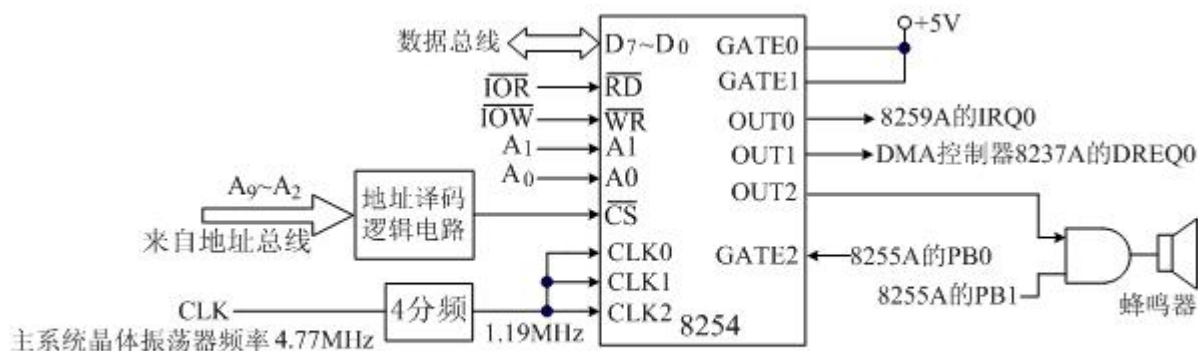 数据总线
D7~D0
GATE0
+5V
IOR
RD
GATE1
IOW
WR
OUT0
8259A的IRQ0
A1
A1
OUT1
DMA控制器8237A的DREQ0
A0
A0
OUT2
A9~A2
地址译码
逻辑电路
CS
来自地址总线
CLK0
GATE2
8255A的PB0
CLK1
8255A的PB1
CLK
4分频
CLK2
蜂鸣器
主系统晶体振荡器频率 4.77MHz
1.19MHz
8254